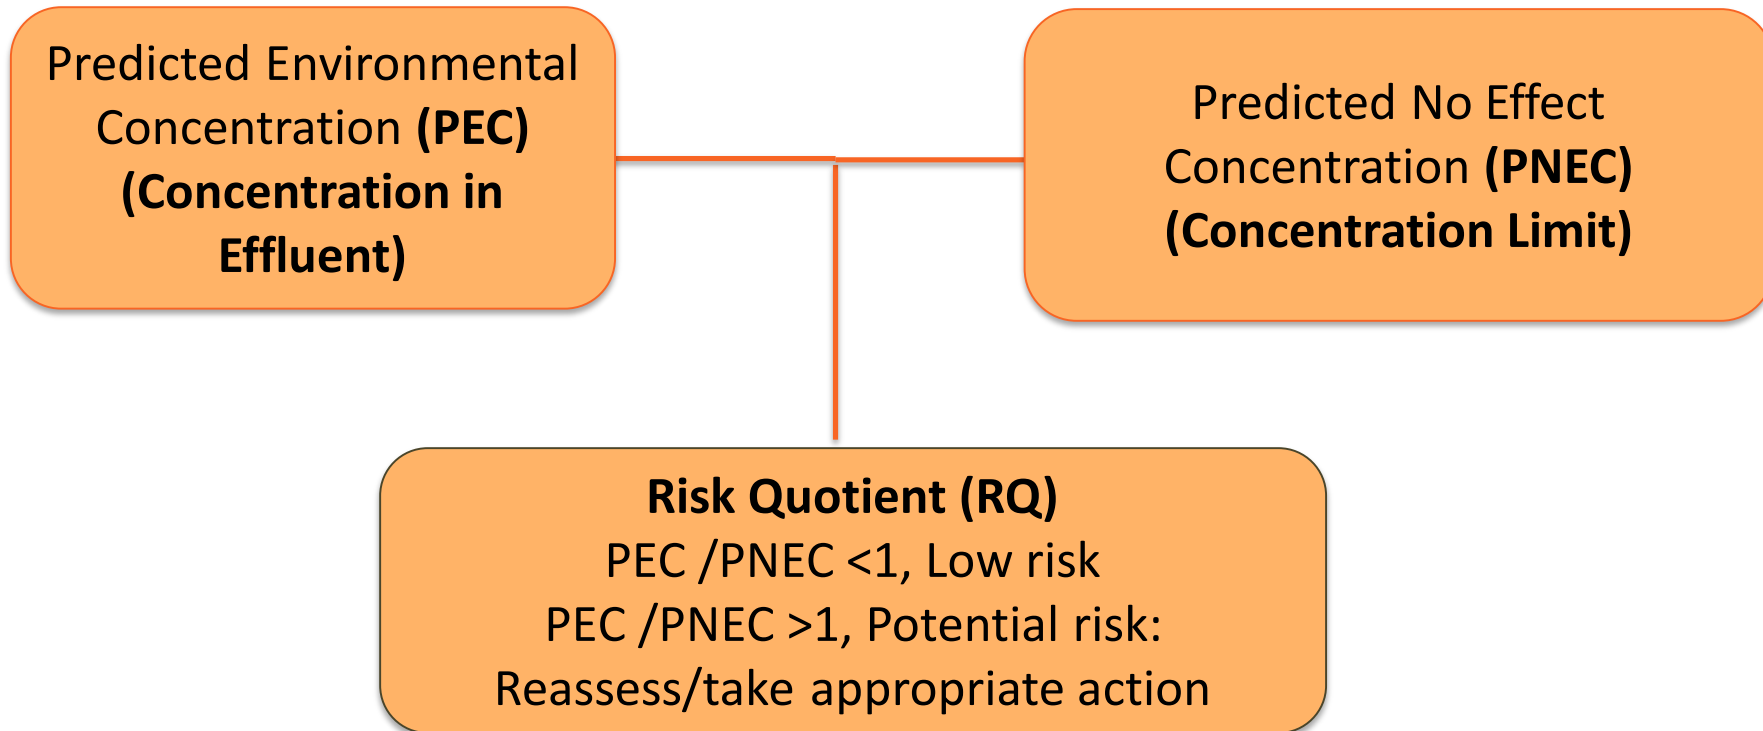 Predicted Environmental
Concentration (PEC)
(Concentration in
Effluent)
Predicted No Effect
Concentration (PNEC)
(Concentration Limit)
Risk Quotient (RQ)
PEC /PNEC <1, Low risk
PEC /PNEC >1, Potential risk:
Reassess/take appropriate action